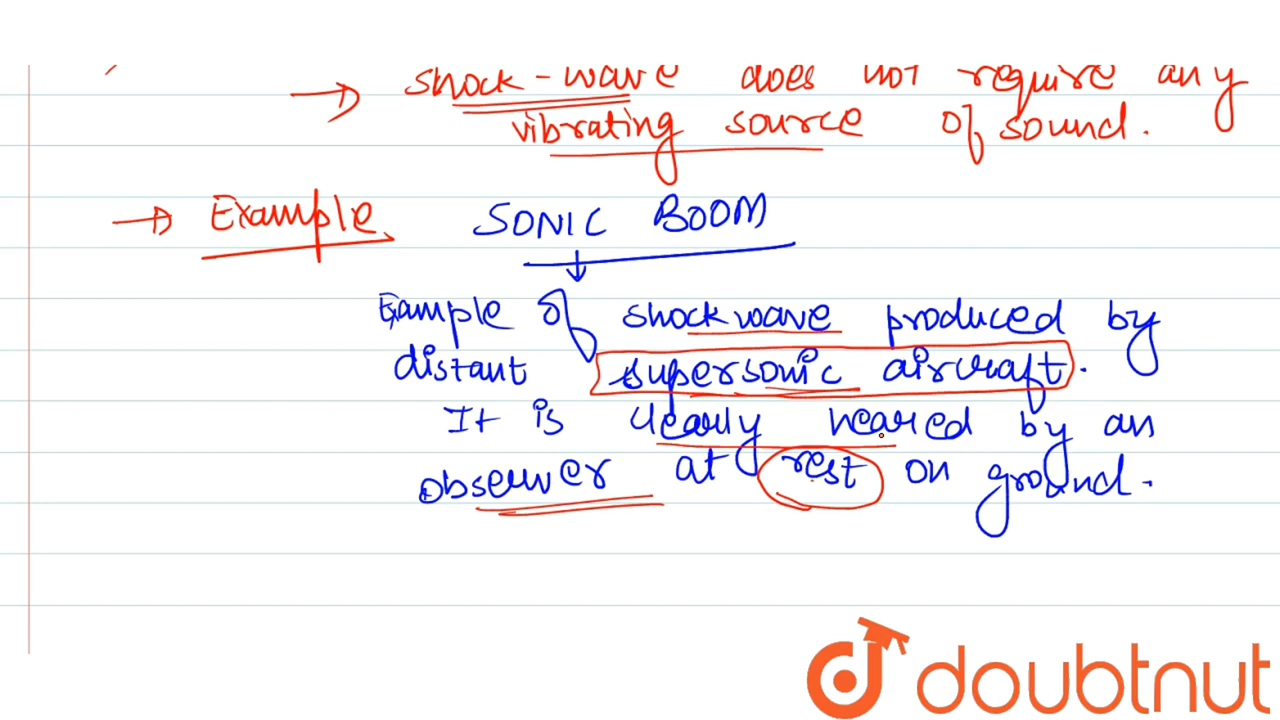 → Shock-wave does not require any
vibrating source of sound.
→ Example SONIC BOOM
↓
Example of shockwave produced by
distant supersonic aircraft.
It is clearly heared by an
observer at rest on ground.
doubtnut